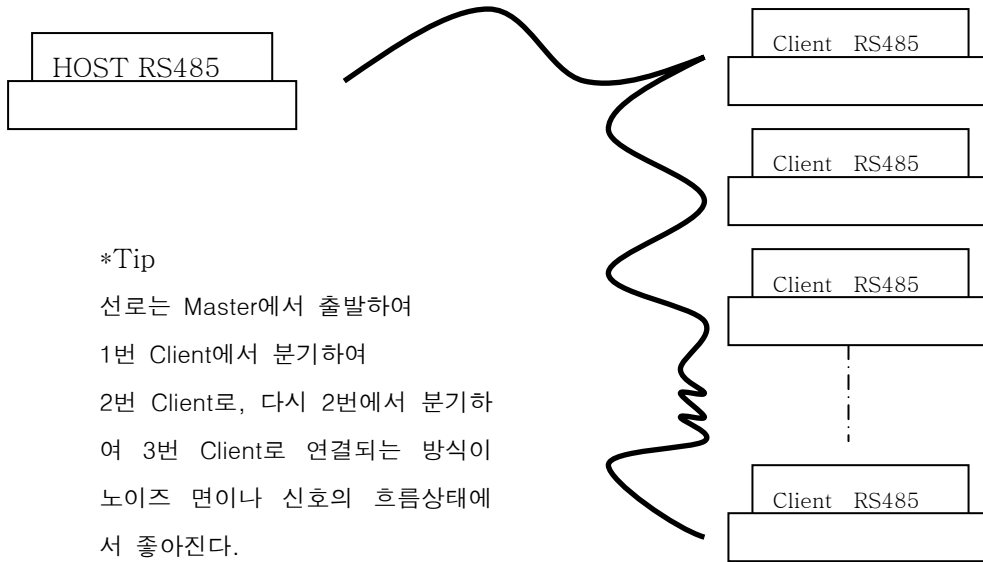 HOST RS485
Client RS485
Client RS485
Client RS485
*Tip
선로는 Master에서 출발하여
1번 Client에서 분기하여
2번 Client로, 다시 2번에서 분기하
여 3번 Client로 연결되는 방식이
노이즈 면이나 신호의 흐름상태에
서 좋아진다.
Client RS485